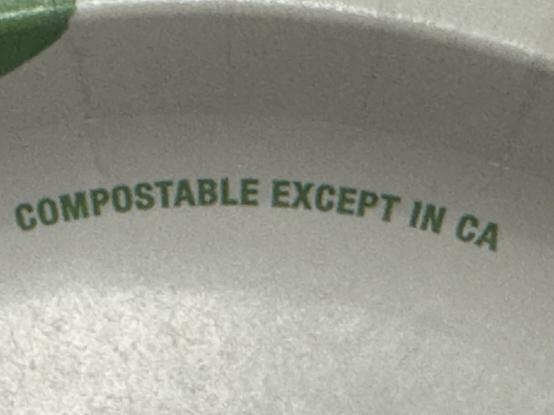 COMPOSTABLE EXCEPT IN CA